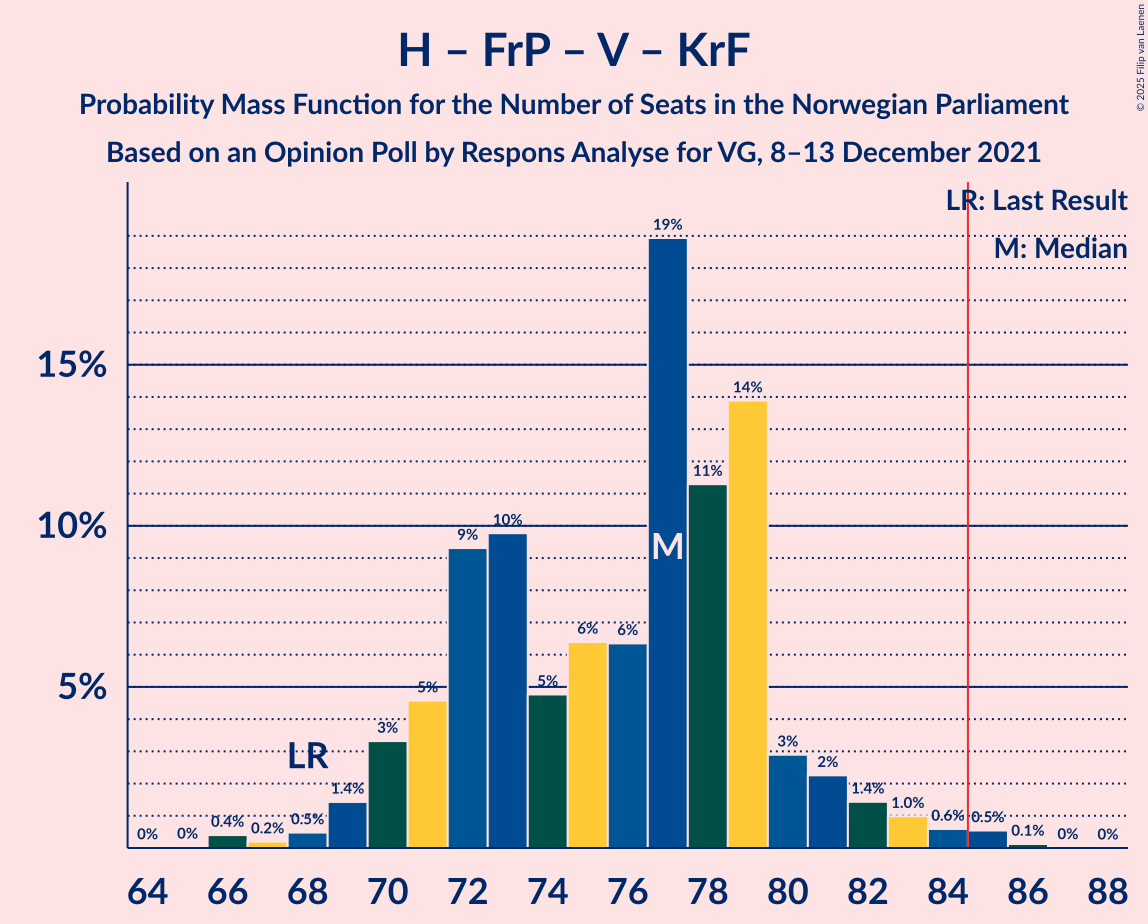 H – FrP – V – KrF
Probability Mass Function for the Number of Seats in the Norwegian Parliament
Based on an Opinion Poll by Respons Analyse for VG, 8–13 December 2021
© 2025 Filip van Laenen
LR: Last Result
M: Median
15%
10%
5%
0% 0% 0.4% 0.2% 0.5% 1.4% 3% 5% 9% 10% 5% 6% 6% 19% 11% 14% 3% 2% 1.4% 1.0% 0.6% 0.5% 0.1% 0% 0%
LR
M
64 66 68 70 72 74 76 78 80 82 84 86 88